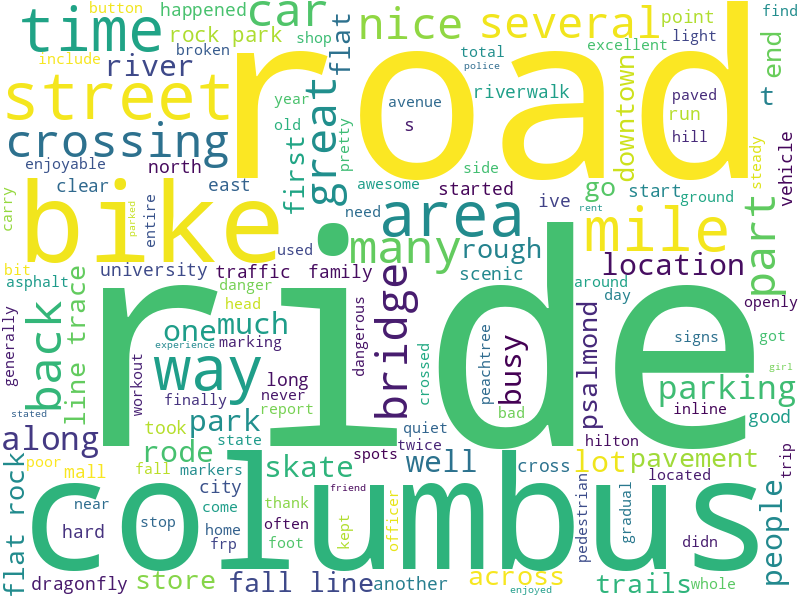 button
happened
car
time
rock park
flat
nice
several
point
find
broken
shop
road
include
river
total
excellent
light
end
police
street
great
year
avenue
riverwalk
downtown
paved
t
crossing
old
s
run
pretty
hill
enjoyable
north
first
side
steady
vehicle
clear
east
awesome
started
go
start
ground
carry
bike
parked
entire
used
need
area
ive
rent
mile
part
many
rough
location
bit
university
traffic
family
scenic
around
asphalt
line trace
danger
bridge
day
openly
back
head
ride
generally
one
much
dangerous
marking
way
experience
crossed
peachtree
busy
psalmond
signs
got
workout
finally
long
never
girl
parking
stated
took
park
report
bad
inline
good
along
rode
state
quiet
twice
hilton
flat rock
poor
mall
fall
markers
skate
spots
well
cross
lot
pavement
located
trip
city
friend
columbus
near
come
thank
kept
officer
pedestrian
gradual
people
hard
stop
home
often
frp
foot
didn
dragonfly
store
fall line
another
across
enjoyed
trails
whole